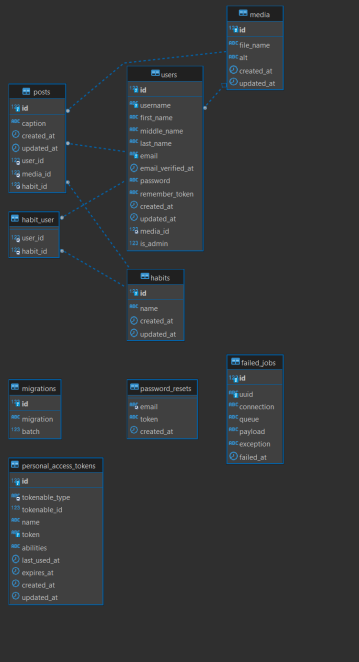 media
id
file_name
alt
created_at
updated_at
users
id
username
first_name
middle_name
last_name
email
email_verified_at
password
remember_token
created_at
updated_at
media_id
is_admin
posts
id
caption
created_at
updated_at
user_id
media_id
habit_id
habit_user
user_id
habit_id
habits
id
name
created_at
updated_at
migrations
id
migration
batch
password_resets
email
token
created_at
failed_jobs
id
uuid
connection
queue
payload
exception
failed_at
personal_access_tokens
id
tokenable_type
tokenable_id
name
token
abilities
last_used_at
expires_at
created_at
updated_at